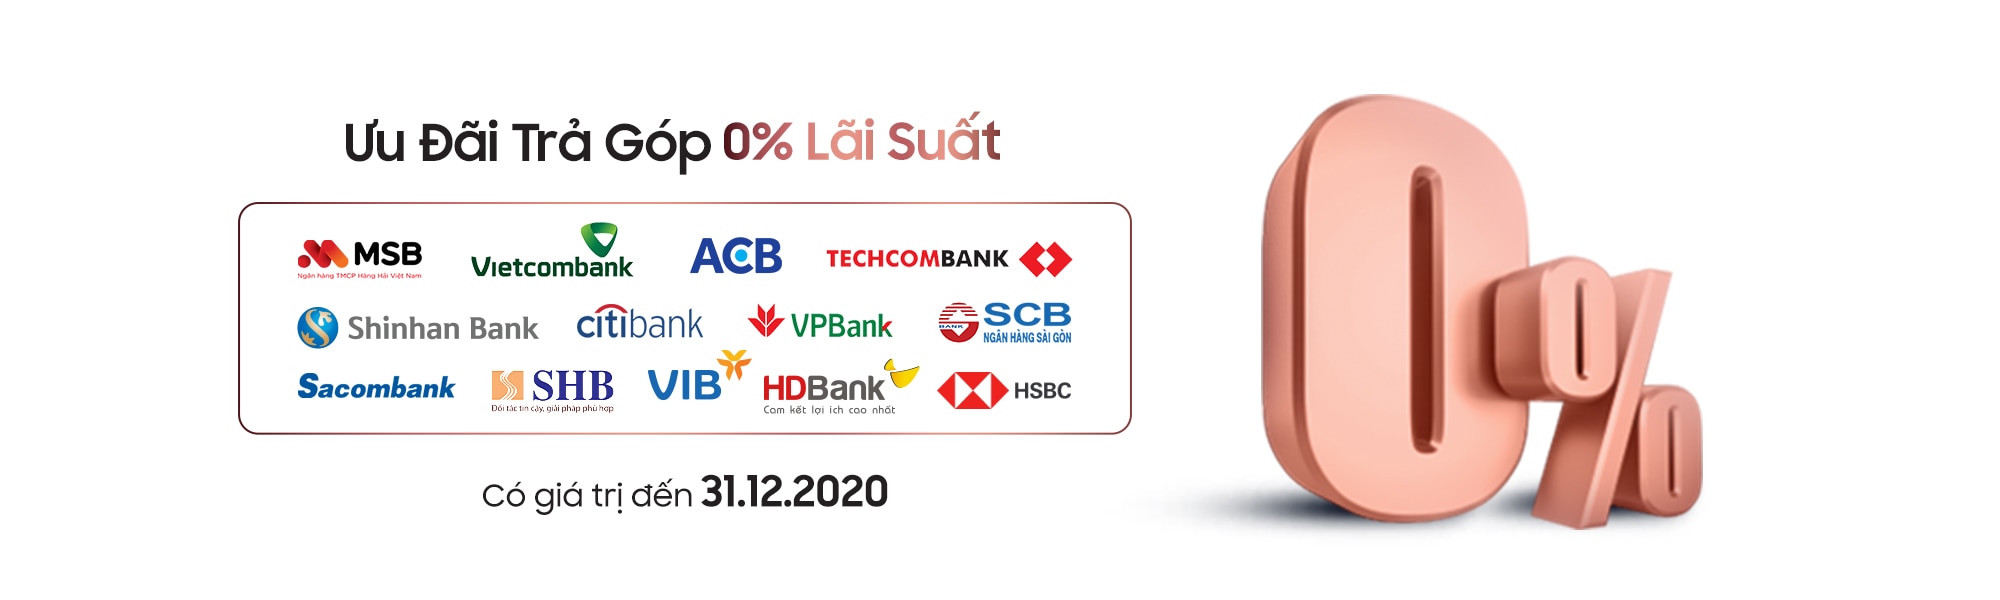 Ưu Đãi Trả Góp 0% Lãi Suất
MSB
Ngân hàng TMCP Hàng Hải Việt Nam
Vietcombank
ACB
TECHCOMBANK
Shinhan Bank
citibank
VPBank
BANK
SCB
NGÂN HÀNG SÀI GÒN
Sacombank
SHB
Đối tác tin cậy, giải pháp phù hợp
VIB
HDBank
Cam kết lợi ích cao nhất
HSBC
Có giá trị đến 31.12.2020
0%